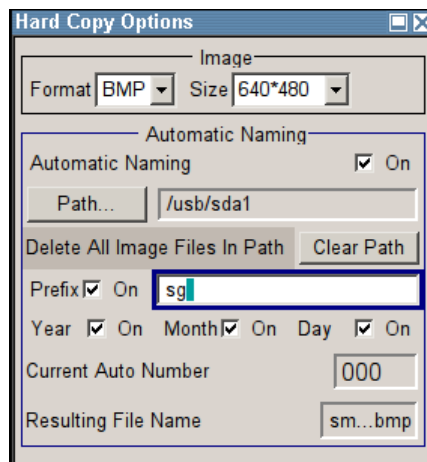 Hard Copy Options
Image
Format BMP Size 640*480
Automatic Naming
Automatic Naming On
Path... /usb/sda1
Delete All Image Files In Path Clear Path
Prefix On sg
Year On Month On Day On
Current Auto Number 000
Resulting File Name sm...bmp